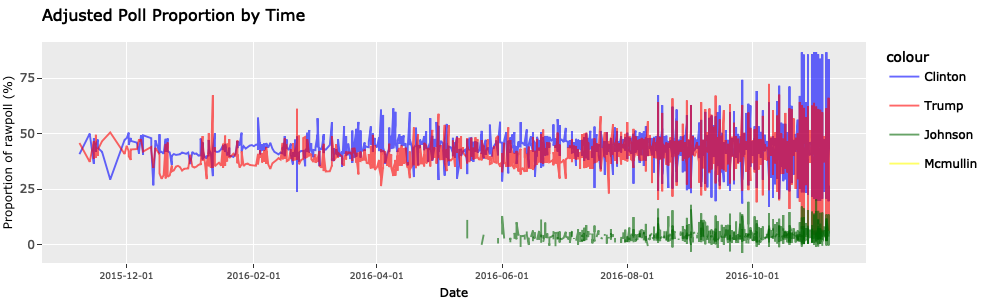 Adjusted Poll Proportion by Time
Proportion of rawpoll (%)
75
50
25
0
2015-12-01
2016-02-01
2016-04-01
2016-06-01
2016-08-01
2016-10-01
Date
colour
Clinton
Trump
Johnson
Mcmullin